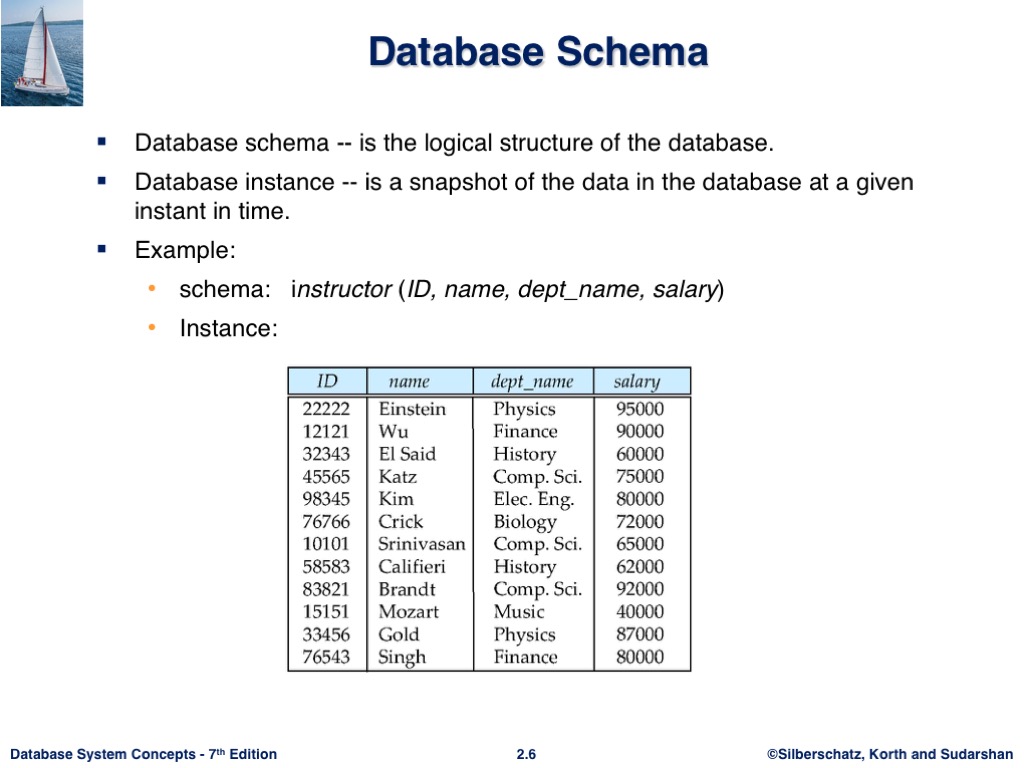 Database Schema
▪ Database schema -- is the logical structure of the database.
▪ Database instance -- is a snapshot of the data in the database at a given
instant in time.
▪ Example:
• schema: instructor (ID, name, dept_name, salary)
• Instance:
ID name dept_name salary
22222 Einstein Physics 95000
12121 Wu Finance 90000
32343 El Said History 60000
45565 Katz Comp. Sci. 75000
98345 Kim Elec. Eng. 80000
76766 Crick Biology 72000
10101 Srinivasan Comp. Sci. 65000
58583 Califieri History 62000
83821 Brandt Comp. Sci. 92000
15151 Mozart Music 40000
33456 Gold Physics 87000
76543 Singh Finance 80000
Database System Concepts - 7th Edition 2.6 ©Silberschatz, Korth and Sudarshan